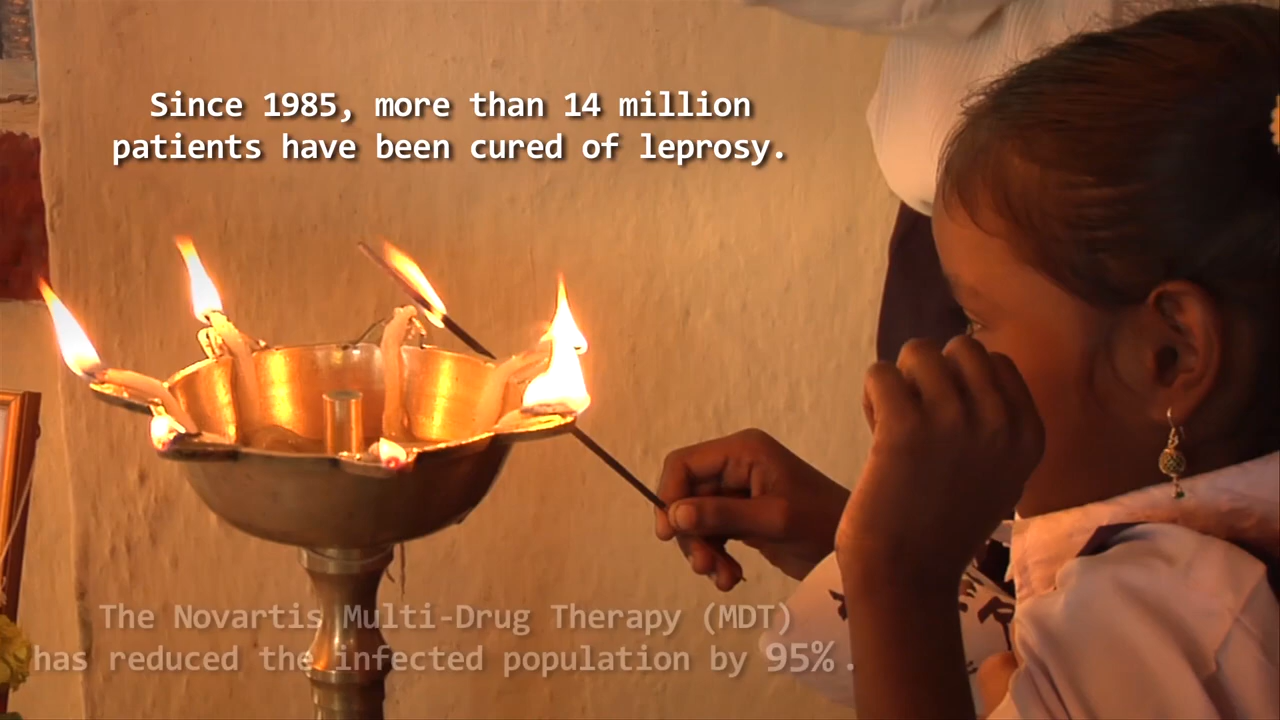 Since 1985, more than 14 million
patients have been cured of leprosy.
The Novartis Multi-Drug Therapy (MDT)
has reduced the infected population by 95%.